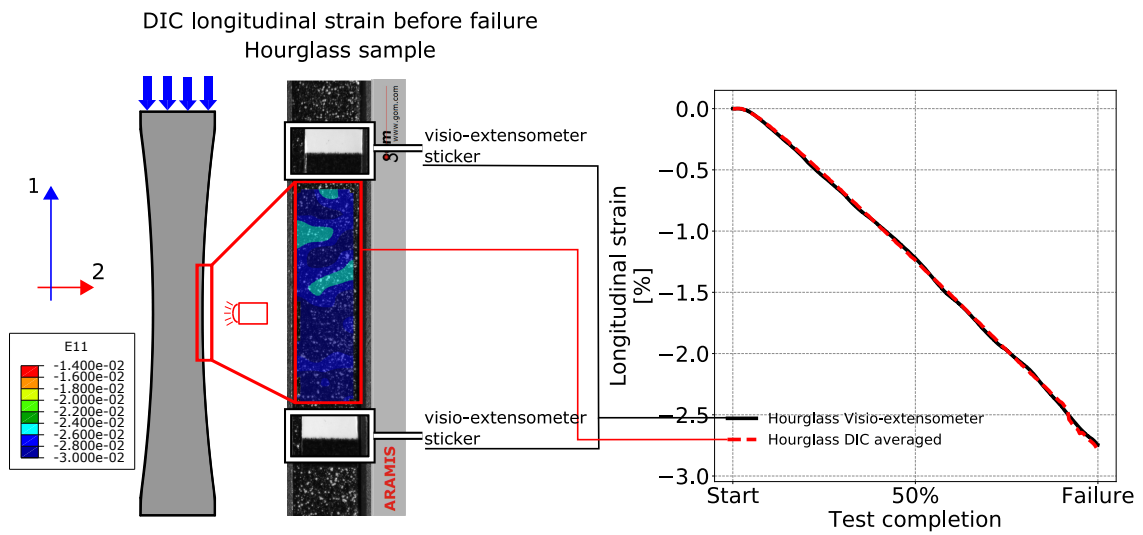 DIC longitudinal strain before failure
Hourglass sample
1
2
E11
-1.400e-02
-1.600e-02
-1.800e-02
-2.000e-02
-2.200e-02
-2.400e-02
-2.600e-02
-2.800e-02
-3.000e-02
visio-extensometer
sticker
gom
www.gom.com
visio-extensometer
sticker
ARAMIS
Longitudinal strain
[%]
0.0
−0.5
−1.0
−1.5
−2.0
−2.5
−3.0
Hourglass Visio-extensometer
Hourglass DIC averaged
Start
50%
Failure
Test completion